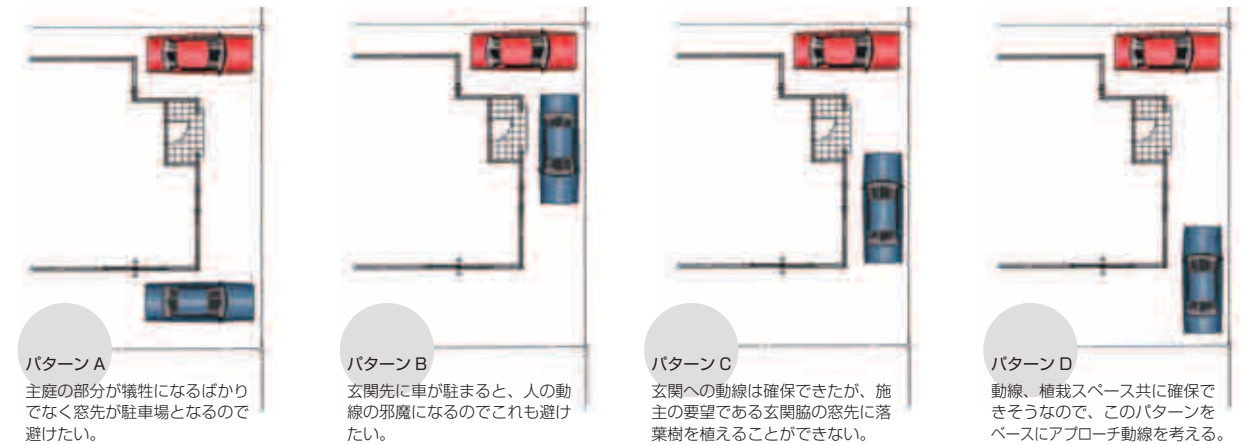 パターン A
主庭の部分が犠牲になるばかり
でなく窓先が駐車場となるので
避けたい。
パターン B
玄関先に車が駐まると、人の動
線の邪魔になるのでこれも避け
たい。
パターン C
玄関への動線は確保できたが、施
主の要望である玄関脇の窓先に落
葉樹を植えることができない。
パターン D
動線、植栽スペース共に確保で
きそうなので、このパターンを
ベースにアプローチ動線を考える。